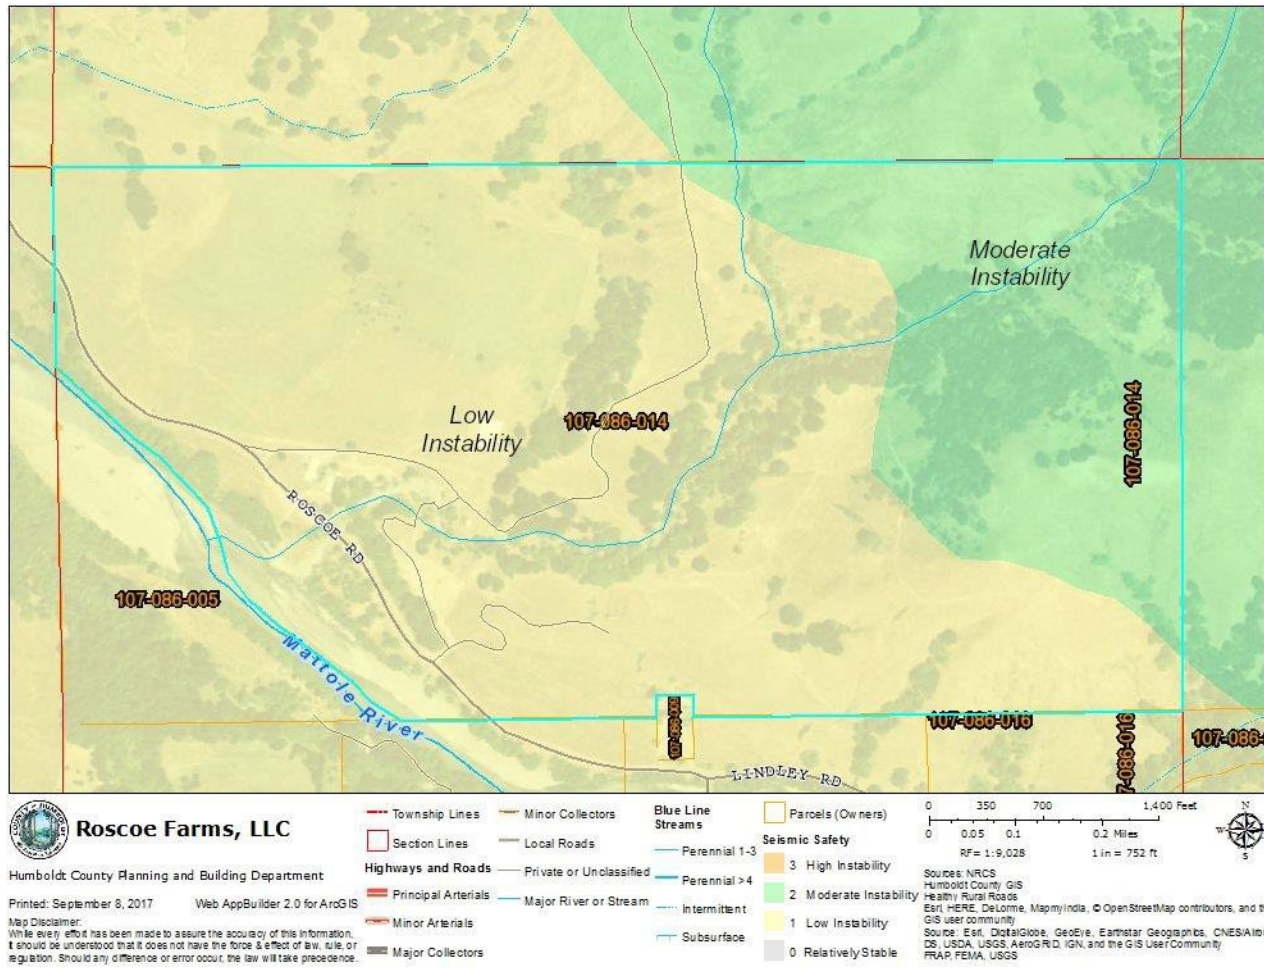 Moderate
Instability
Low
Instability
107-086-014
107-086-014
ROSCOE RD
107-086-005
Mattole River
107-086-016
107-086-016
107-086-
LINDLEY RD
Roscoe Farms, LLC
Humboldt County Planning and Building Department
Printed: September 8, 2017 Web AppBuilder 2.0 for ArcGIS
Map Disclaimer:
While every effort has been made to assure the accuracy of this information,
it should be understood that it does not have the force & effect of law, rule, or
regulation. Should any difference or error occur, the law will take precedence.
Township Lines
Section Lines
Highways and Roads
Principal Arterials
Minor Arterials
Major Collectors
Minor Collectors
Local Roads
Private or Unclassified
Major River or Stream
Blue Line
Streams
Perennial 1-3
Perennial >4
Intermittent
Subsurface
Parcels (Owners)
Seismic Safety
3 High Instability
2 Moderate Instability
1 Low Instability
0 Relatively Stable
0 350 700 1,400 Feet
0 0.05 0.1 0.2 Miles
RF= 1:9,028 1 in = 752 ft
N
W E
S
Sources: NRCS
Humboldt County GIS
Healthy Rural Roads
Esri, HERE, DeLorme, MapmyIndia, © OpenStreetMap contributors, and the
GIS user community
Source: Esri, DigitalGlobe, GeoEye, Earthstar Geographics, CNES/Airbus
DS, USDA, USGS, AeroGRID, IGN, and the GIS User Community
FRAP, FEMA, USGS